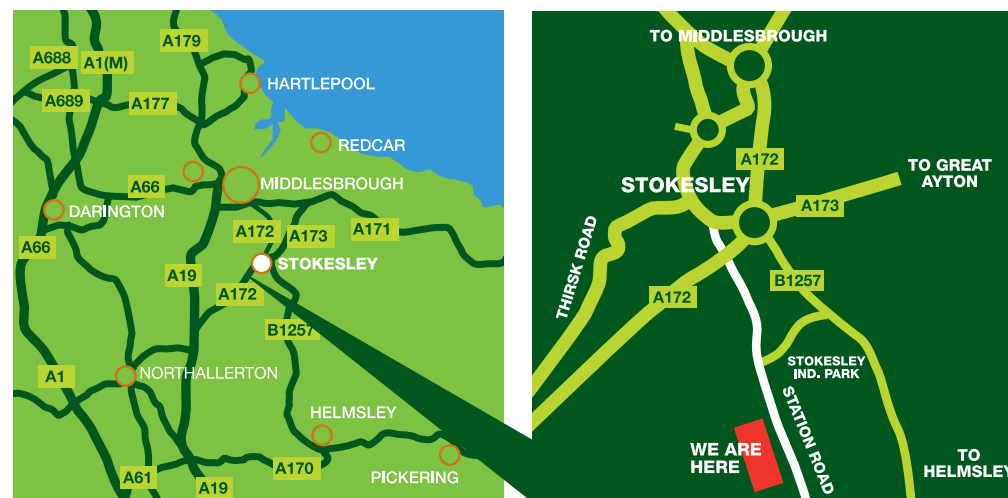 A179
A688
A1(M)
HARTLEPOOL
A689
A177
REDCAR
MIDDLESBROUGH
A66
DARINGTON
A172
A173
A171
A66
STOKESLEY
A19
A172
B1257
A1
NORTHALLERTON
HELMSLEY
A170
PICKERING
A61
A19
TO MIDDLESBROUGH
A172
TO GREAT
AYTON
STOKESLEY
A173
THIRSK ROAD
A172
B1257
STOKESLEY
IND. PARK
STATION ROAD
WE ARE
HERE
TO
HELMSLEY